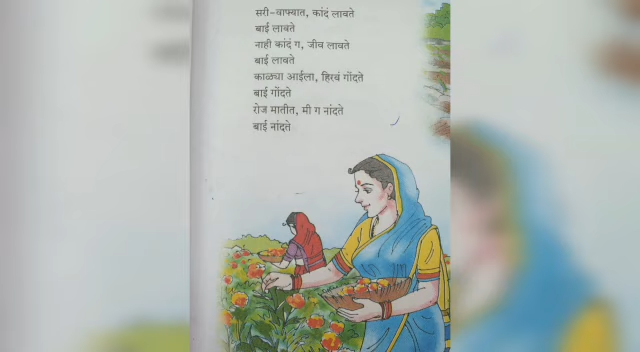 सरी-वाफ्यात, कांदं लावते
बाई लावते
नाही कांदं ग, जीव लावते
बाई लावते
काळ्या आईला, हिरवं गोंदते
बाई गोंदते
रोज मातीत, मी ग नांदते
बाई नांदते